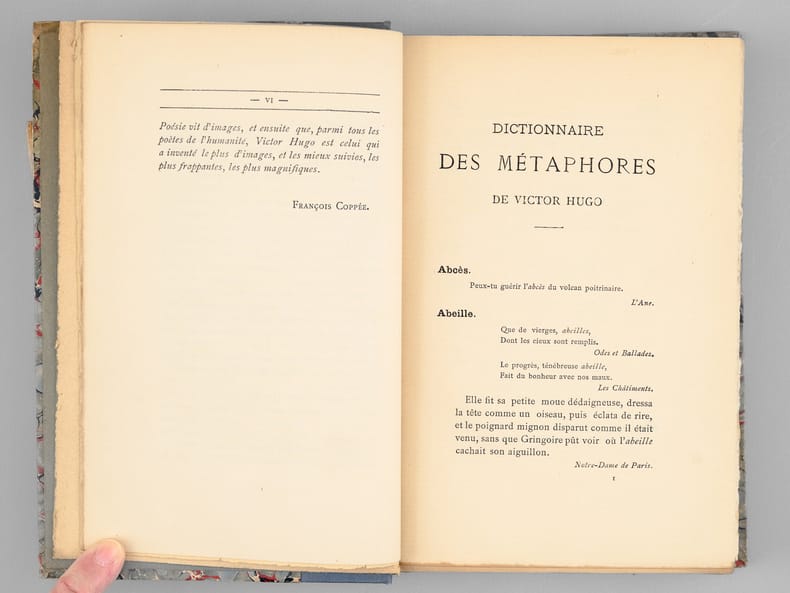 — VI —
Poésie vit d'images, et ensuite que, parmi tous les
poètes de l'humanité, Victor Hugo est celui qui
a inventé le plus d'images, et les mieux suivies, les
plus frappantes, les plus magnifiques.
François Coppée.
DICTIONNAIRE
DES MÉTAPHORES
DE VICTOR HUGO
Abcès.
Peux-tu guérir l'abcès du volcan poitrinaire.
L'Ane.
Abeille.
Que de vierges, abeilles,
Dont les cieux sont remplis.
Odes et Ballades.
Le progrès, ténébreuse abeille,
Fait du bonheur avec nos maux.
Les Châtiments.
Elle fit sa petite moue dédaigneuse, dressa
la tête comme un oiseau, puis éclata de rire,
et le poignard mignon disparut comme il était
venu, sans que Gringoire pût voir où l'abeille
cachait son aiguillon.
Notre-Dame de Paris.
1